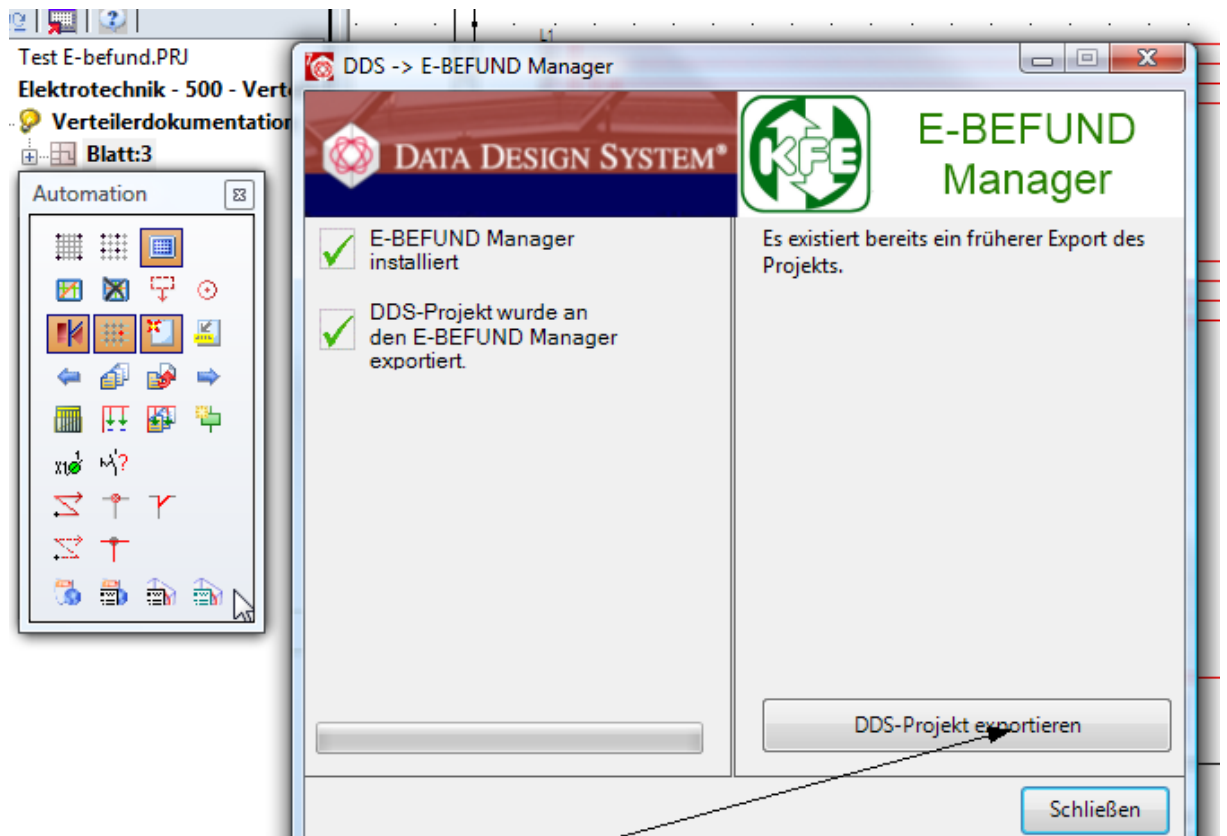 Test E-befund.PRJ
Elektrotechnik - 500 - Verte
Verteilerdokumentation
Blatt:3
Automation
X1
L1
DDS -> E-BEFUND Manager
DATA DESIGN SYSTEM®
KFE
E-BEFUND
Manager
E-BEFUND Manager
installiert
DDS-Projekt wurde an
den E-BEFUND Manager
exportiert.
Es existiert bereits ein früherer Export des
Projekts.
DDS-Projekt exportieren
Schließen